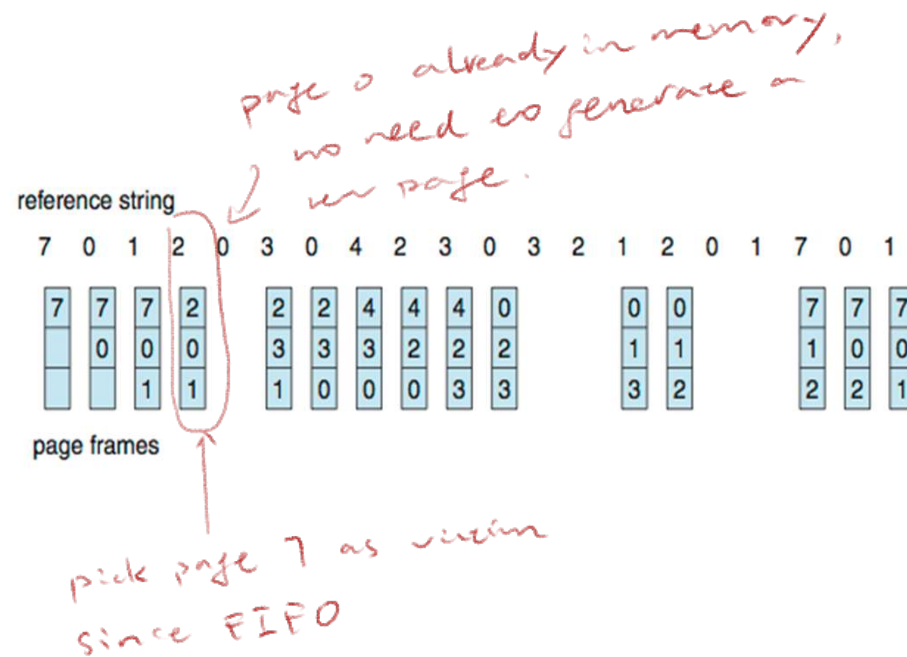 page 0 already in memory,
no need to generate a
new page.
reference string
7 0 1 2 0 3 0 4 2 3 0 3 2 1 2 0 1 7 0 1
7 7 7 2 2 2 4 4 4 0 0 0 7 7 7
0 0 0 3 3 3 2 2 2 1 1 1 0 0
1 1 1 0 0 0 3 3 3 2 2 2 1
page frames
pick page 7 as victim
since FIFO